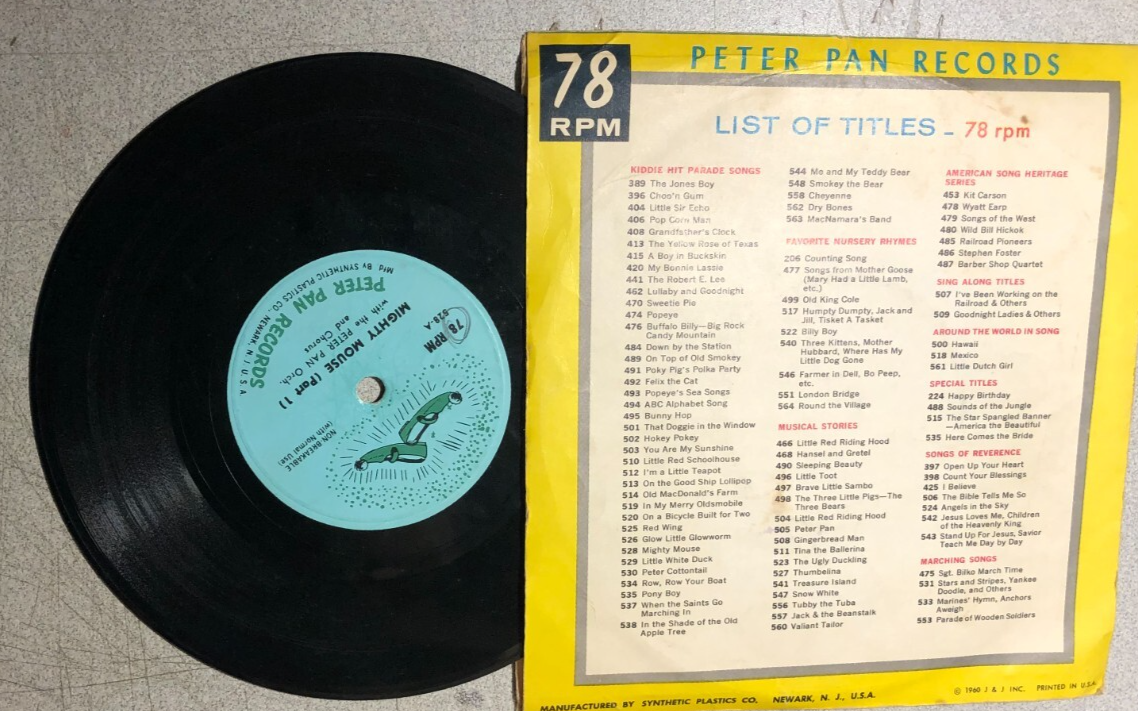 Mfd By SYNTHETIC PLASTICS CO., NEWARK, N.J. U S A
PETER PAN RECORDS
MIGHTY MOUSE (Part 1)
with the PETER PAN Orch.
and Chorus
78 RPM
528-A
NON BREAKABLE
(with Normal Use)
78
RPM
PETER PAN RECORDS
LIST OF TITLES - 78 rpm
KIDDIE HIT PARADE SONGS
389 The Jones Boy
396 Choo'n Gum
404 Little Sir Echo
406 Pop Corn Man
408 Grandfather's Clock
413 The Yellow Rose of Texas
415 A Boy in Buckskin
420 My Bonnie Lassie
441 The Robert E. Lee
462 Lullaby and Goodnight
470 Sweetie Pie
474 Popeye
476 Buffalo Billy—Big Rock
Candy Mountain
484 Down by the Station
489 On Top of Old Smokey
491 Poky Pig's Polka Party
492 Felix the Cat
493 Popeye's Sea Songs
494 ABC Alphabet Song
495 Bunny Hop
501 That Doggie in the Window
502 Hokey Pokey
503 You Are My Sunshine
510 Little Red Schoolhouse
512 I'm a Little Teapot
513 On the Good Ship Lollipop
514 Old MacDonald's Farm
519 In My Merry Oldsmobile
520 On a Bicycle Built for Two
525 Red Wing
526 Glow Little Glowworm
528 Mighty Mouse
529 Little White Duck
530 Peter Cottontail
534 Row, Row Your Boat
535 Pony Boy
537 When the Saints Go
Marching In
538 In the Shade of the Old
Apple Tree
544 Me and My Teddy Bear
548 Smokey the Bear
558 Cheyenne
562 Dry Bones
563 MacNamara's Band
FAVORITE NURSERY RHYMES
206 Counting Song
477 Songs from Mother Goose
(Mary Had a Little Lamb,
etc.)
499 Old King Cole
517 Humpty Dumpty, Jack and
Jill, Tisket A Tasket
522 Billy Boy
540 Three Kittens, Mother
Hubbard, Where Has My
Little Dog Gone
546 Farmer in Dell, Bo Peep,
etc.
551 London Bridge
564 Round the Village
MUSICAL STORIES
466 Little Red Riding Hood
468 Hansel and Gretel
490 Sleeping Beauty
496 Little Toot
497 Brave Little Sambo
498 The Three Little Pigs—The
Three Bears
504 Little Red Riding Hood
505 Peter Pan
508 Gingerbread Man
511 Tina the Ballerina
523 The Ugly Duckling
527 Thumbelina
541 Treasure Island
547 Snow White
556 Tubby the Tuba
557 Jack & the Beanstalk
560 Valiant Tailor
AMERICAN SONG HERITAGE
SERIES
453 Kit Carson
478 Wyatt Earp
479 Songs of the West
480 Wild Bill Hickok
485 Railroad Pioneers
486 Stephen Foster
487 Barber Shop Quartet
SING ALONG TITLES
507 I've Been Working on the
Railroad & Others
509 Goodnight Ladies & Others
AROUND THE WORLD IN SONG
500 Hawaii
518 Mexico
561 Little Dutch Girl
SPECIAL TITLES
224 Happy Birthday
488 Sounds of the Jungle
515 The Star Spangled Banner
—America the Beautiful
535 Here Comes the Bride
SONGS OF REVERENCE
397 Open Up Your Heart
398 Count Your Blessings
425 I Believe
506 The Bible Tells Me So
524 Angels in the Sky
542 Jesus Loves Me, Children
of the Heavenly King
543 Stand Up For Jesus, Savior
Teach Me Day by Day
MARCHING SONGS
475 Sgt. Bilko March Time
531 Stars and Stripes, Yankee
Doodle, and Others
533 Marines' Hymn, Anchors
Aweigh
553 Parade of Wooden Soldiers
MANUFACTURED BY SYNTHETIC PLASTICS CO. NEWARK, N. J., U.S.A.
© 1960 J & J INC. PRINTED IN U.S.A.